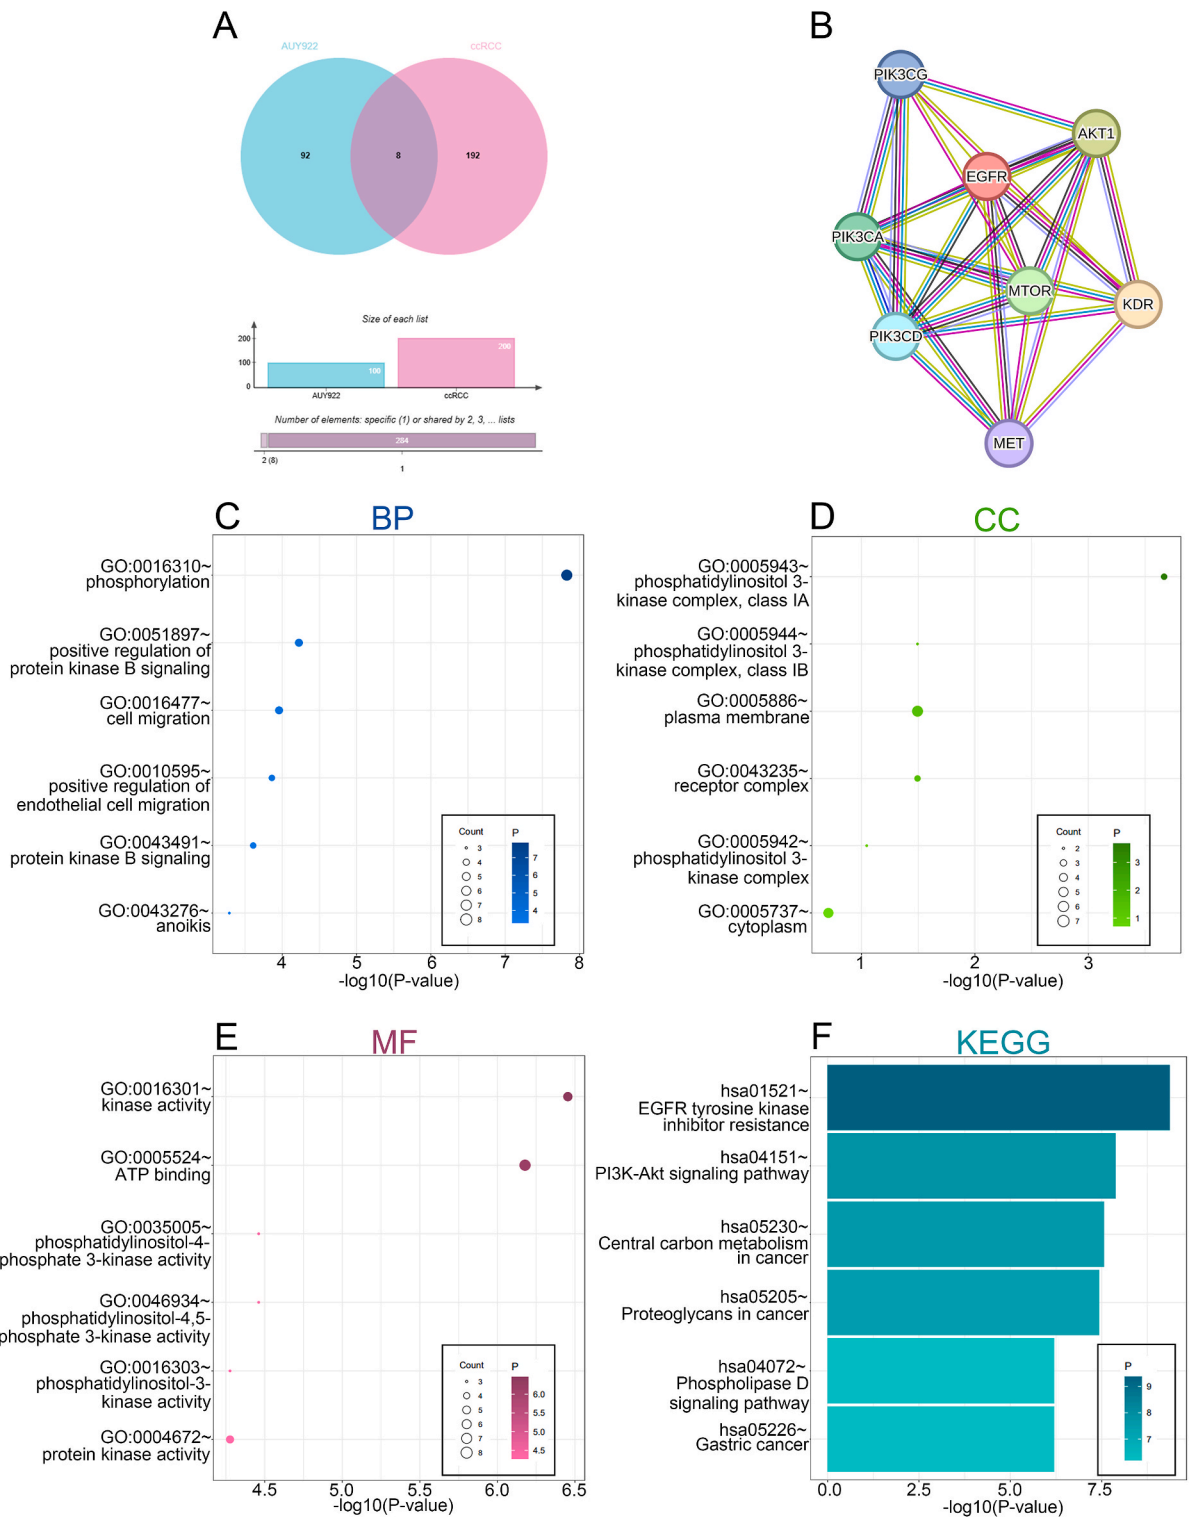 A
AUY922
ccRCC
92
8
192
Size of each list
200
100
0
100
200
AUY922
ccRCC
Number of elements: specific (1) or shared by 2, 3, ... lists
284
2 (8)
1
B
PIK3CG
AKT1
EGFR
PIK3CA
MTOR
KDR
PIK3CD
MET
C
BP
GO:0016310~
phosphorylation
GO:0051897~
positive regulation of
protein kinase B signaling
GO:0016477~
cell migration
GO:0010595~
positive regulation of
endothelial cell migration
GO:0043491~
protein kinase B signaling
GO:0043276~
anoikis
Count
3
4
5
6
7
8
P
7
6
5
4
4
5
6
7
8
-log10(P-value)
D
CC
GO:0005943~
phosphatidylinositol 3-
kinase complex, class IA
GO:0005944~
phosphatidylinositol 3-
kinase complex, class IB
GO:0005886~
plasma membrane
GO:0043235~
receptor complex
GO:0005942~
phosphatidylinositol 3-
kinase complex
GO:0005737~
cytoplasm
Count
2
3
4
5
6
7
P
3
2
1
1
2
3
-log10(P-value)
E
MF
GO:0016301~
kinase activity
GO:0005524~
ATP binding
GO:0035005~
phosphatidylinositol-4-
phosphate 3-kinase activity
GO:0046934~
phosphatidylinositol-4,5-
phosphate 3-kinase activity
GO:0016303~
phosphatidylinositol-3-
kinase activity
GO:0004672~
protein kinase activity
Count
3
4
5
6
7
8
P
6.0
5.5
5.0
4.5
4.5
5.0
5.5
6.0
6.5
-log10(P-value)
F
KEGG
hsa01521~
EGFR tyrosine kinase
inhibitor resistance
hsa04151~
PI3K-Akt signaling pathway
hsa05230~
Central carbon metabolism
in cancer
hsa05205~
Proteoglycans in cancer
hsa04072~
Phospholipase D
signaling pathway
hsa05226~
Gastric cancer
P
9
8
7
0.0
2.5
5.0
7.5
-log10(P-value)